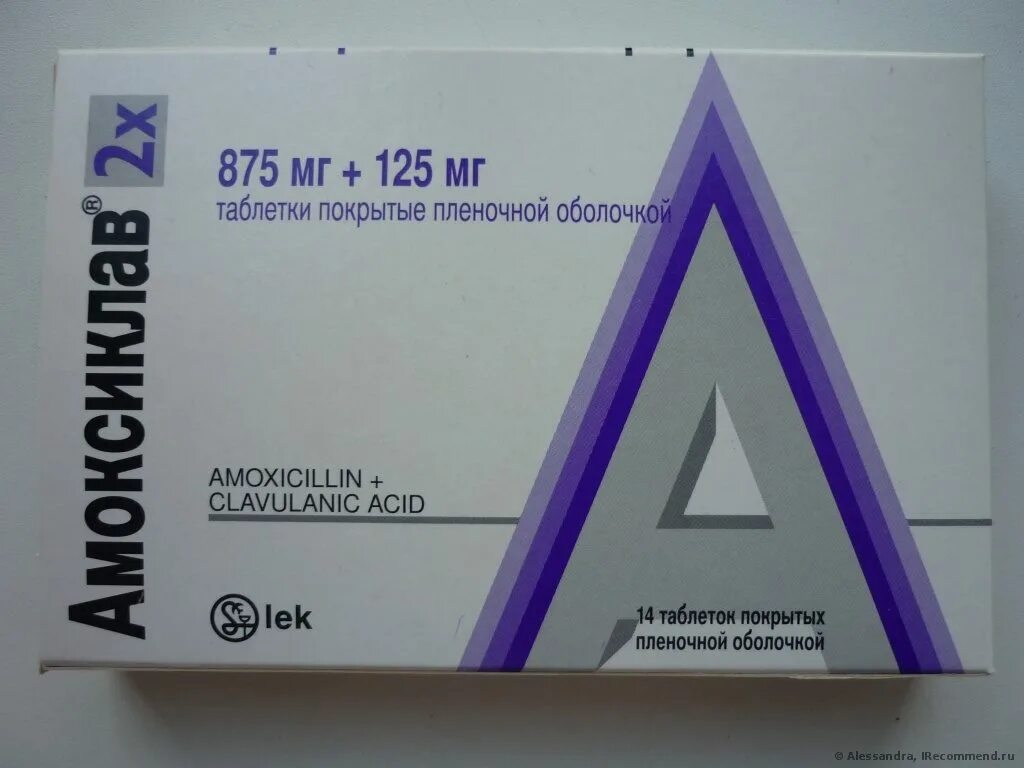 Амоксиклав® 2x
875 мг + 125 мг
таблетки покрытые пленочной оболочкой
AMOXICILLIN +
CLAVULANIC ACID
lek
14 таблеток покрытых
пленочной оболочкой
© Alessandra, IRecommend.ru